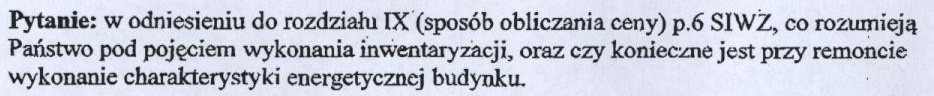 Pytanie: w odniesieniu do rozdziału IX (sposób obliczania ceny) p.6 SIWZ, co rozumieją
Państwo pod pojęciem wykonania inwentaryzacji, oraz czy konieczne jest przy remoncie
wykonanie charakterystyki energetycznej budynku.